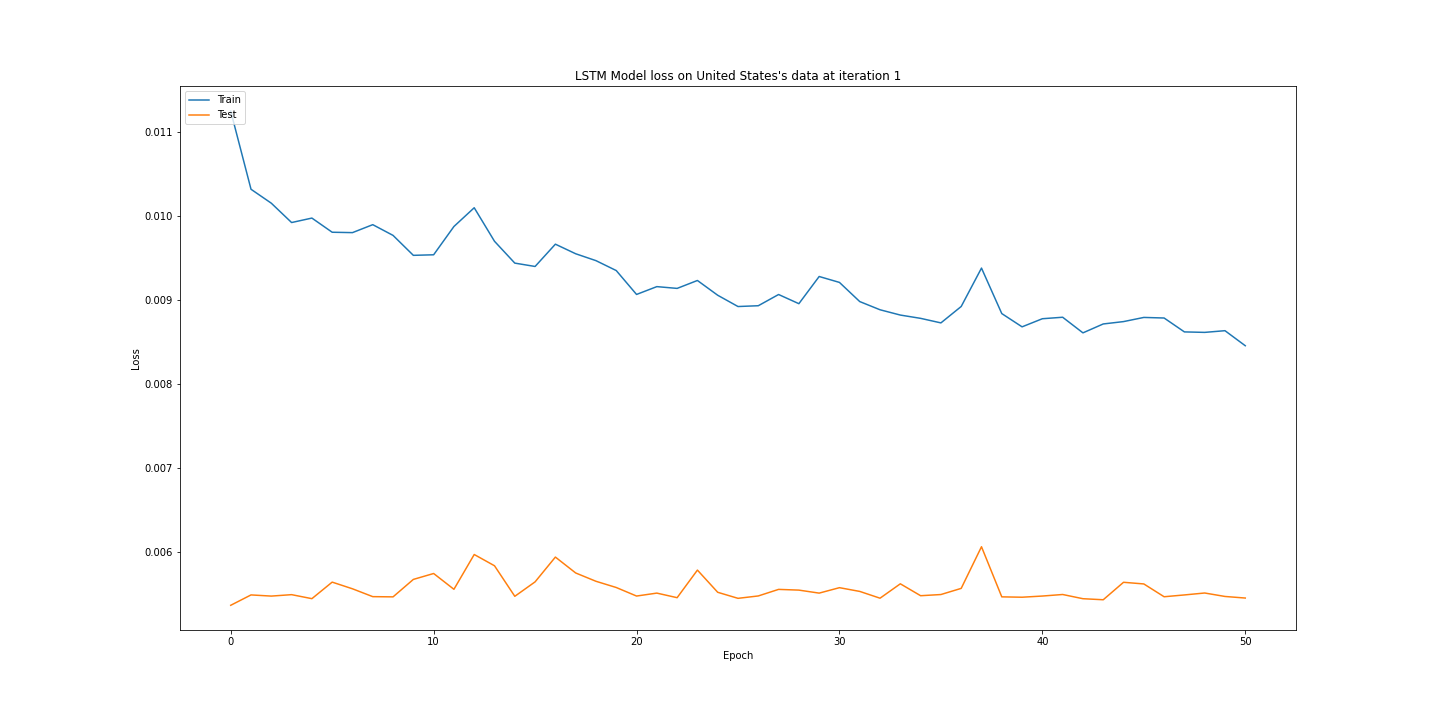 LSTM Model loss on United States's data at iteration 1
Train
Test
0.011
0.010
0.009
0.008
0.007
0.006
Loss
0 10 20 30 40 50
Epoch